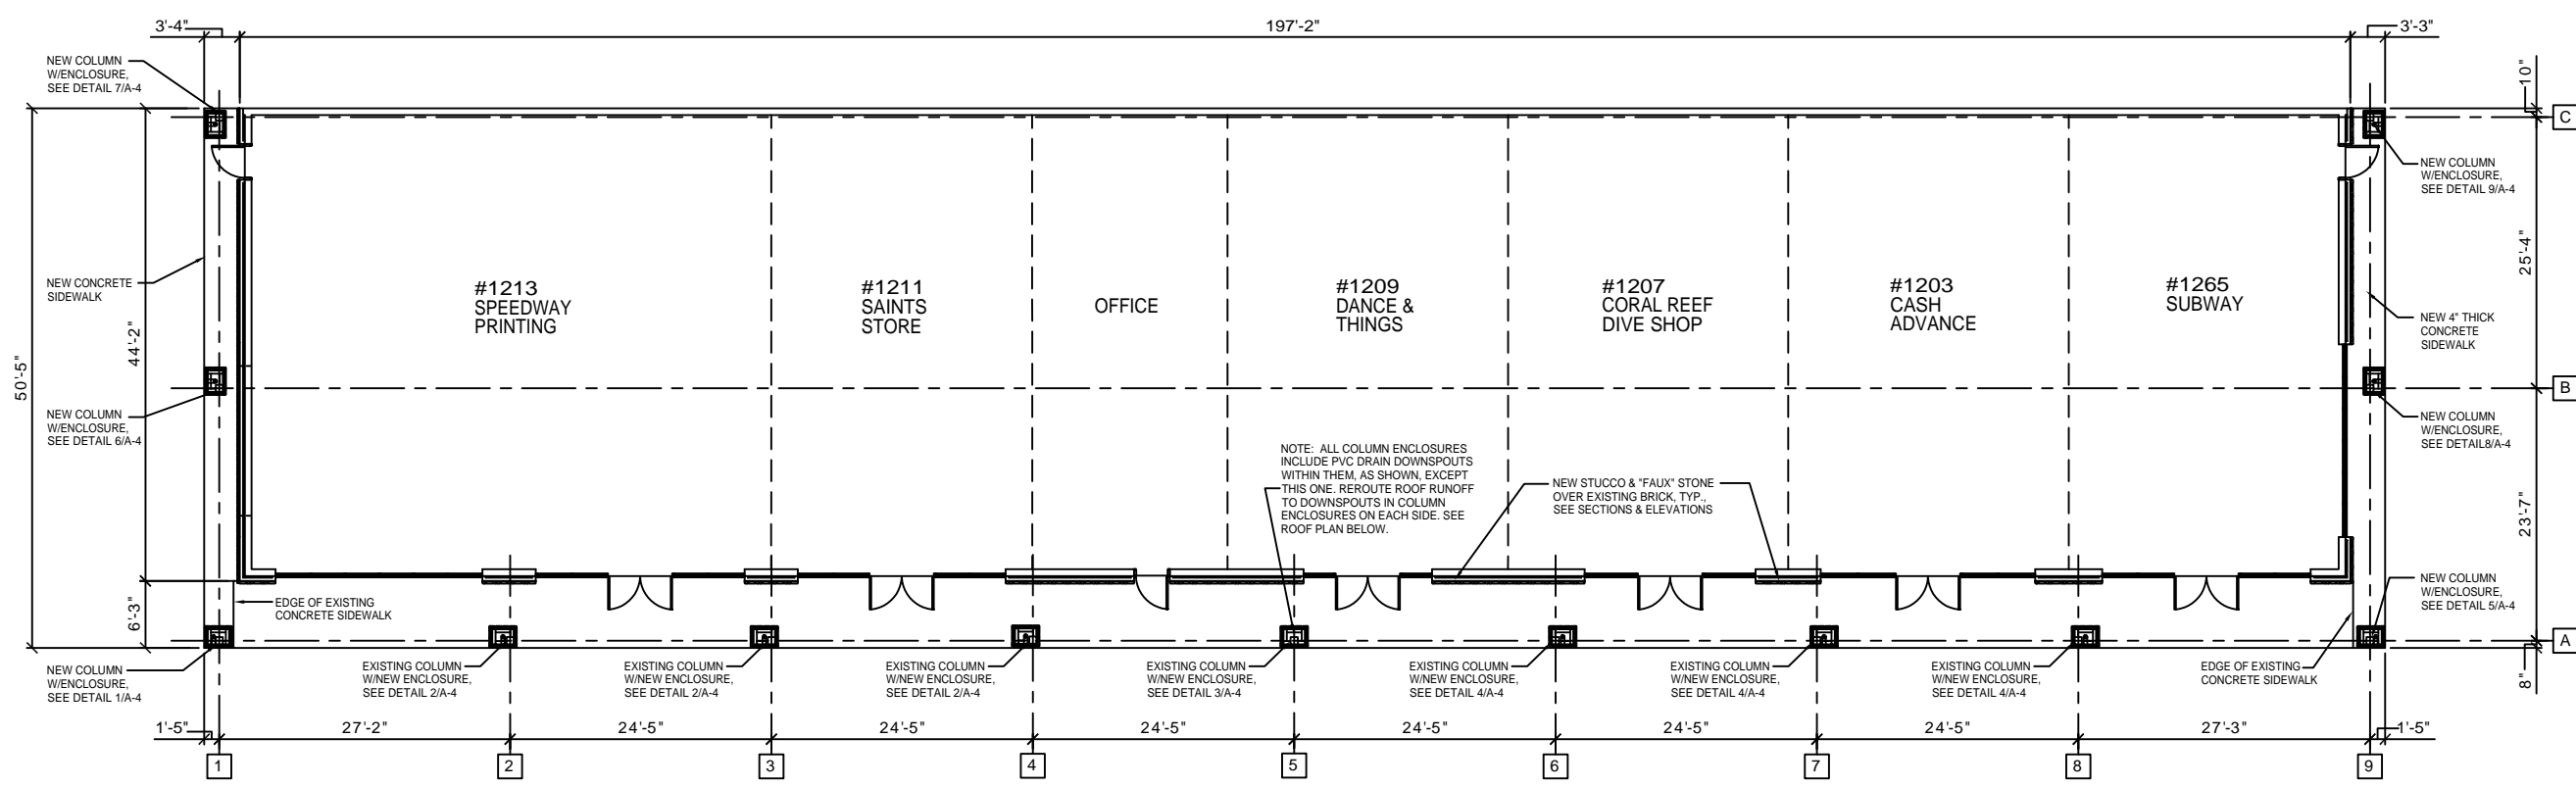 3'-4"
197'-2"
3'-3"
NEW COLUMN
W/ENCLOSURE,
SEE DETAIL 7/A-4
10"
C
NEW COLUMN
W/ENCLOSURE,
SEE DETAIL 9/A-4
25'-4"
NEW CONCRETE
SIDEWALK
44'-2"
50'-5"
#1213
SPEEDWAY
PRINTING
#1211
SAINTS
STORE
OFFICE
#1209
DANCE &
THINGS
#1207
CORAL REEF
DIVE SHOP
#1203
CASH
ADVANCE
#1265
SUBWAY
NEW 4" THICK
CONCRETE
SIDEWALK
B
NEW COLUMN
W/ENCLOSURE,
SEE DETAIL 6/A-4
NEW COLUMN
W/ENCLOSURE,
SEE DETAIL8/A-4
NOTE: ALL COLUMN ENCLOSURES
INCLUDE PVC DRAIN DOWNSPOUTS
WITHIN THEM, AS SHOWN, EXCEPT
THIS ONE. REROUTE ROOF RUNOFF
TO DOWNSPOUTS IN COLUMN
ENCLOSURES ON EACH SIDE. SEE
ROOF PLAN BELOW.
NEW STUCCO & "FAUX" STONE
OVER EXISTING BRICK, TYP.,
SEE SECTIONS & ELEVATIONS
23'-7"
6'-3"
EDGE OF EXISTING
CONCRETE SIDEWALK
NEW COLUMN
W/ENCLOSURE,
SEE DETAIL 5/A-4
A
8"
NEW COLUMN
W/ENCLOSURE,
SEE DETAIL 1/A-4
EXISTING COLUMN
W/NEW ENCLOSURE,
SEE DETAIL 2/A-4
EXISTING COLUMN
W/NEW ENCLOSURE,
SEE DETAIL 2/A-4
EXISTING COLUMN
W/NEW ENCLOSURE,
SEE DETAIL 2/A-4
EXISTING COLUMN
W/NEW ENCLOSURE,
SEE DETAIL 3/A-4
EXISTING COLUMN
W/NEW ENCLOSURE,
SEE DETAIL 4/A-4
EXISTING COLUMN
W/NEW ENCLOSURE,
SEE DETAIL 4/A-4
EXISTING COLUMN
W/NEW ENCLOSURE,
SEE DETAIL 4/A-4
EDGE OF EXISTING
CONCRETE SIDEWALK
1'-5"
27'-2"
24'-5"
24'-5"
24'-5"
24'-5"
24'-5"
24'-5"
27'-3"
1'-5"
1
2
3
4
5
6
7
8
9